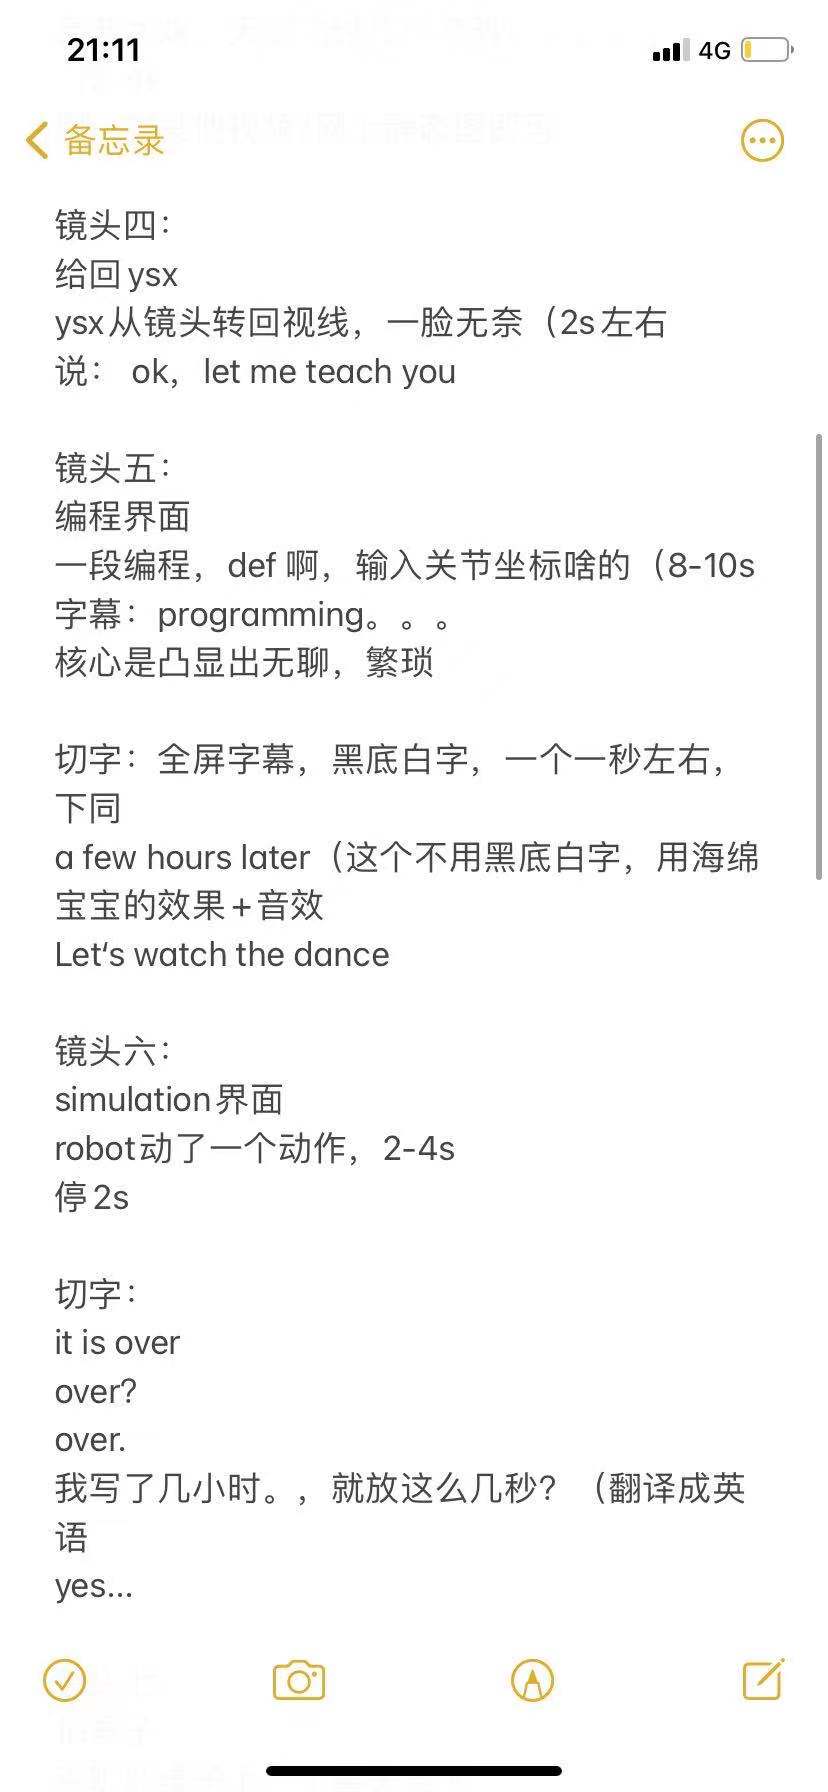 21:11
4G
备忘录
镜头四：
给回ysx
ysx从镜头转回视线，一脸无奈（2s左右
说： ok，let me teach you
镜头五：
编程界面
一段编程，def 啊，输入关节坐标啥的（8-10s
字幕：programming。。。
核心是凸显出无聊，繁琐
切字：全屏字幕，黑底白字，一个一秒左右，
下同
a few hours later（这个不用黑底白字，用海绵
宝宝的效果+音效
Let‘s watch the dance
镜头六：
simulation界面
robot动了一个动作，2-4s
停2s
切字：
it is over
over?
over.
我写了几小时。，就放这么几秒？（翻译成英
语
yes...